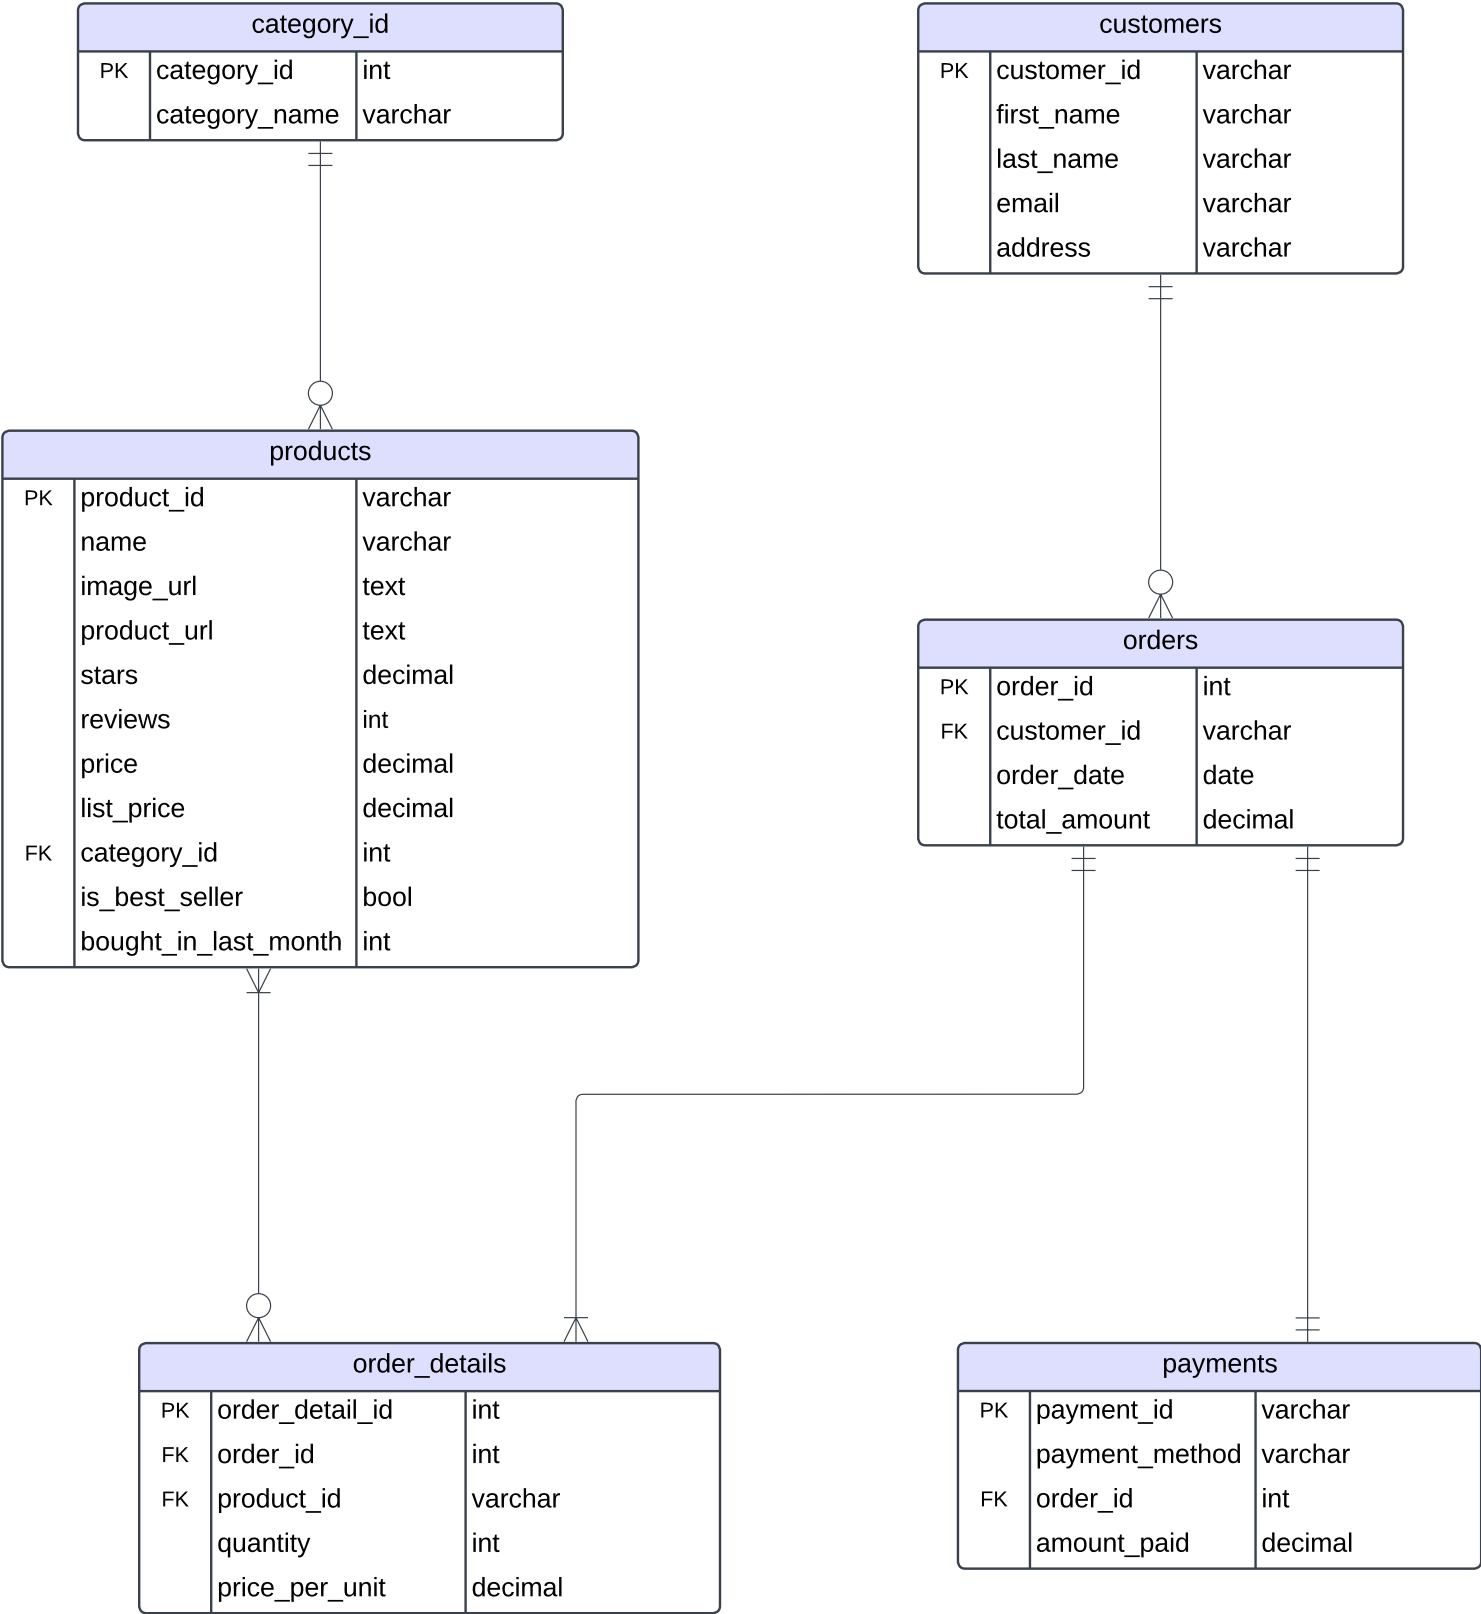 category_id
PK category_id int
category_name varchar
customers
PK customer_id varchar
first_name varchar
last_name varchar
email varchar
address varchar
products
PK product_id varchar
name varchar
image_url text
product_url text
stars decimal
reviews int
price decimal
list_price decimal
FK category_id int
is_best_seller bool
bought_in_last_month int
orders
PK order_id int
FK customer_id varchar
order_date date
total_amount decimal
order_details
PK order_detail_id int
FK order_id int
FK product_id varchar
quantity int
price_per_unit decimal
payments
PK payment_id varchar
payment_method varchar
FK order_id int
amount_paid decimal